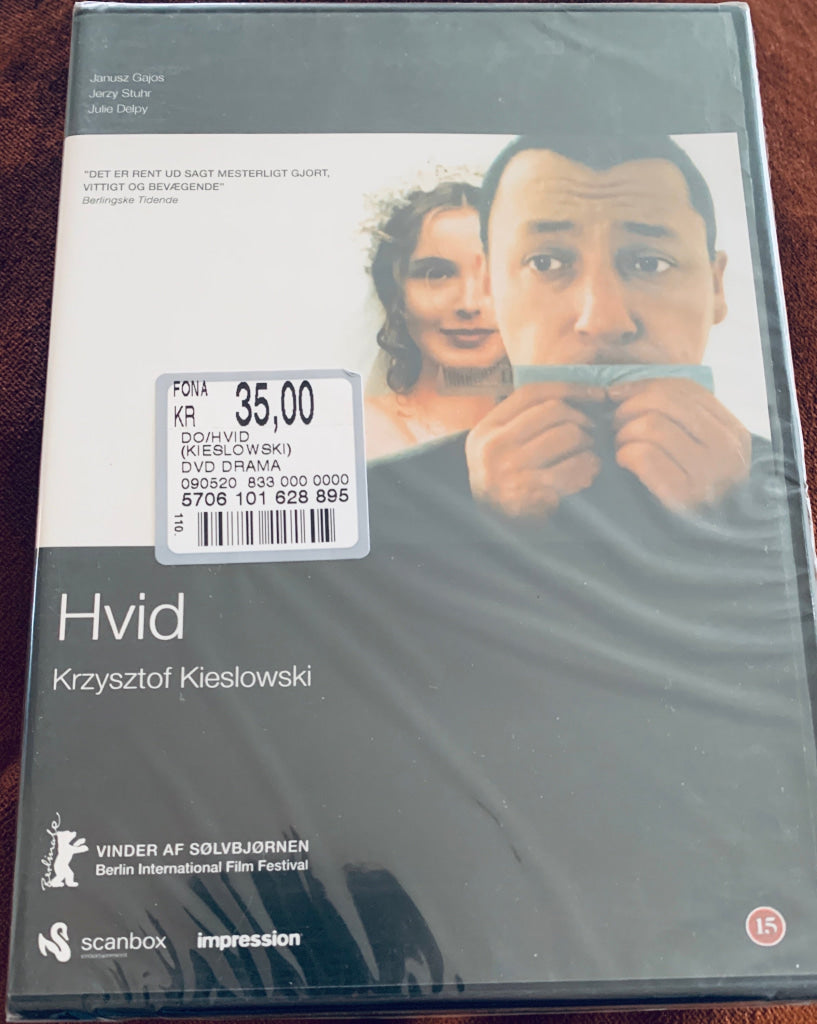 Janusz Gajos
Jerzy Stuhr
Julie Delpy
"DET ER RENT UD SAGT MESTERLIGT GJORT,
VITTIGT OG BEVÆGENDE"
Berlingske Tidende
FONA
KR 35,00
DO/HVID
(KIESLOWSKI)
DVD DRAMA
090520 833 000 0000
5706 101 628 895
110.
Hvid
Krzysztof Kieslowski
Berlinale
VINDER AF SØLVBJØRNEN
Berlin International Film Festival
scanbox
impression
15